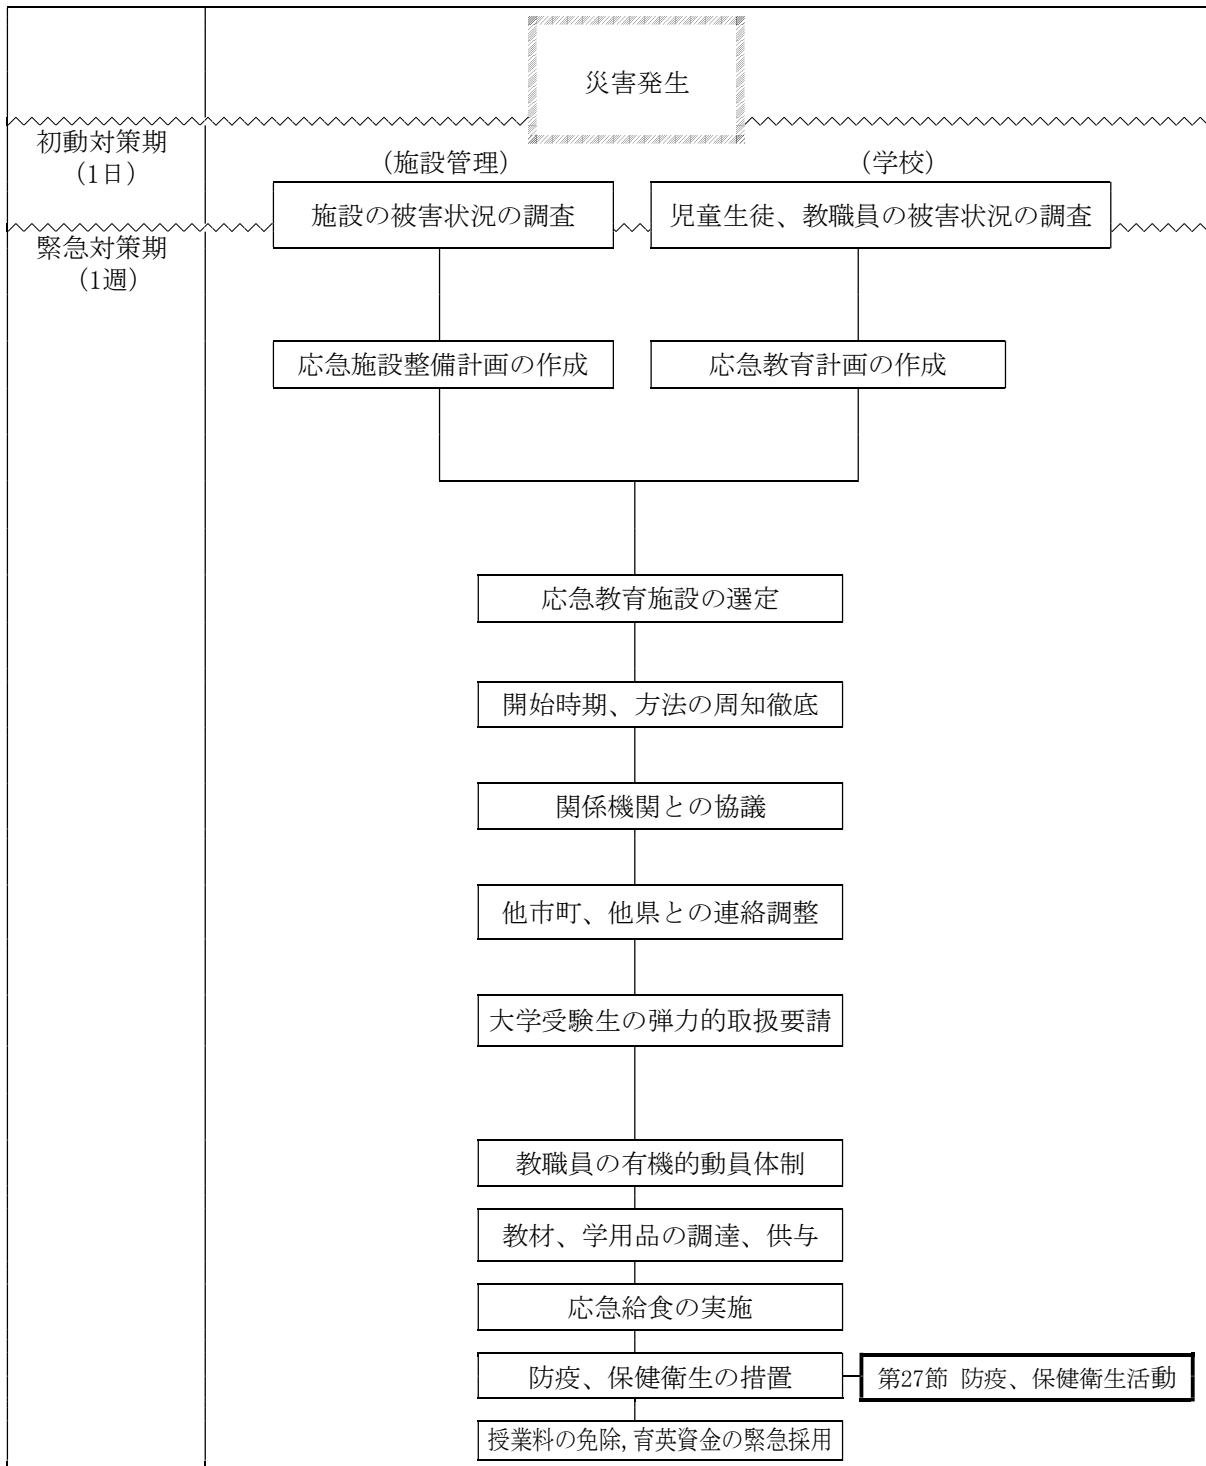 災害発生
初動対策期
（1日）
（施設管理）
（学校）
施設の被害状況の調査
児童生徒、教職員の被害状況の調査
緊急対策期
（1週）
応急施設整備計画の作成
応急教育計画の作成
応急教育施設の選定
開始時期、方法の周知徹底
関係機関との協議
他市町、他県との連絡調整
大学受験生の弾力的取扱要請
教職員の有機的動員体制
教材、学用品の調達、供与
応急給食の実施
防疫、保健衛生の措置
第27節 防疫、保健衛生活動
授業料の免除,育英資金の緊急採用